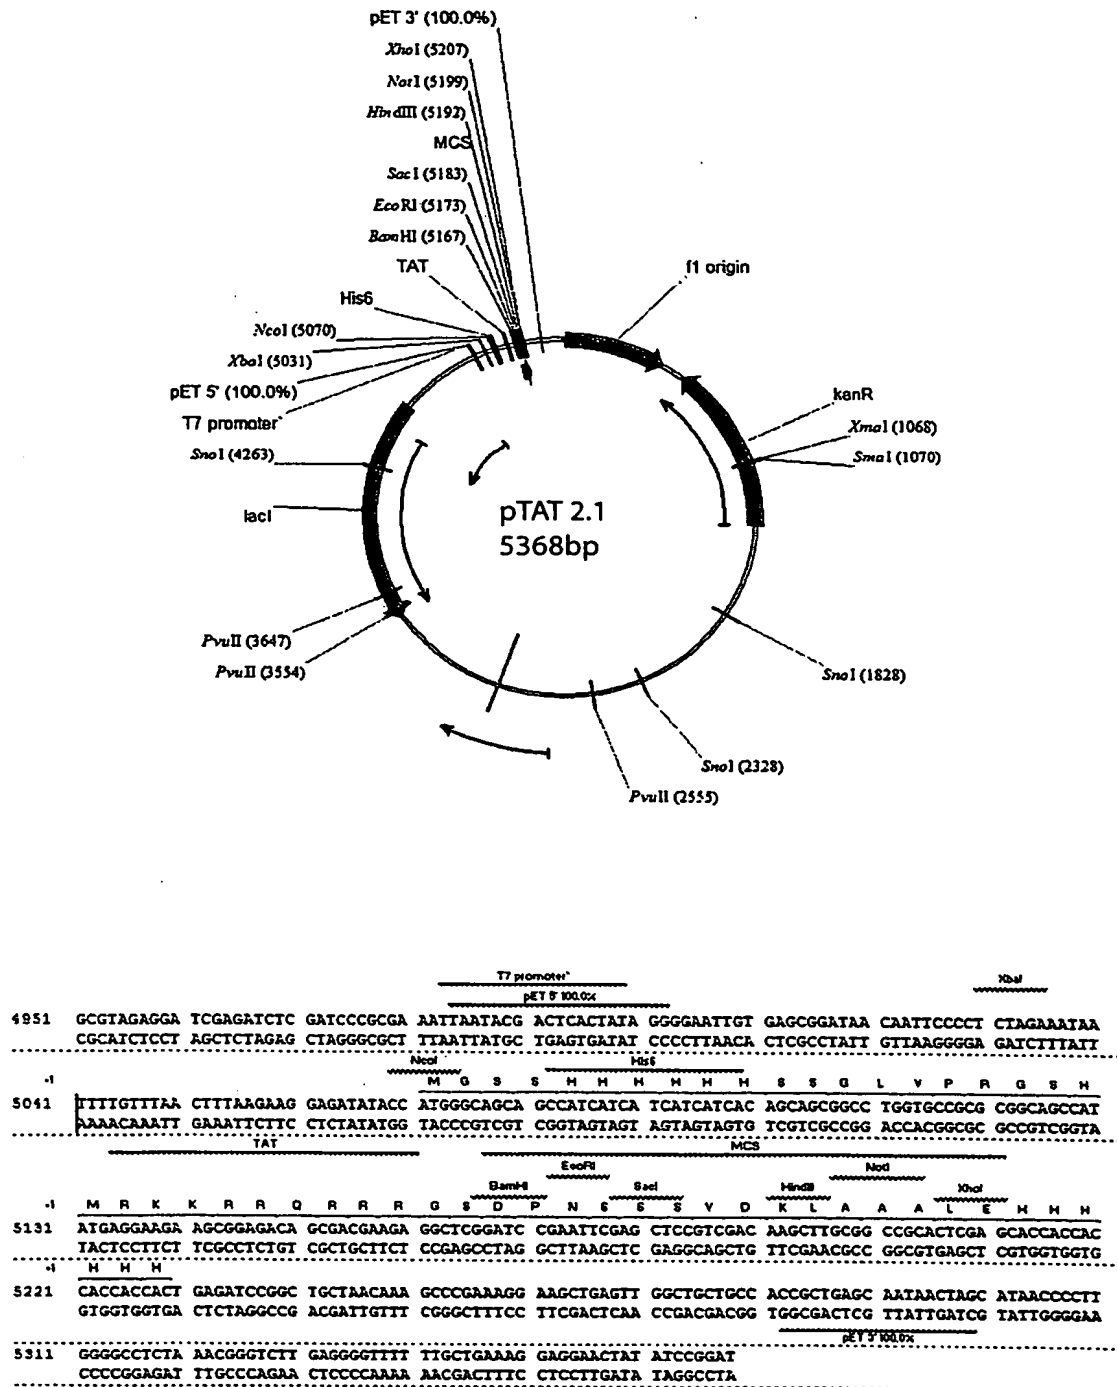 pET 3' (100.0%)
XhoI (5207)
NotI (5199)
HindIII (5192)
MCS
SacI (5183)
EcoRI (5173)
BamHI (5167)
TAT
His6
NcoI (5070)
XbaI (5031)
pET 5' (100.0%)
T7 promoter
SnoI (4263)
lacI
PvuII (3647)
PvuII (3554)
f1 origin
kanR
XmaI (1068)
SmaI (1070)
SnoI (1828)
SnoI (2328)
PvuII (2555)
pTAT 2.1
5368bp
T7 promoter
pET 5' 100.0%
XbaI
4951 GCGTAGAGGA TCGAGATCTC GATCCCGCGA AATTAATACG ACTCACTATA GGGGAATTGT GAGCGGATAA CAATTCCCCT CTAGAAATAA
CGCATCTCCT AGCTCTAGAG CTAGGGCGCT TTAATTATGC TGAGTGATAT CCCCTTAACA CTCGCCTATT GTTAAGGGGA GATCTTTATT
NcoI His6
-1 M G S S H H H H H H S S G L V P R G S H
5041 TTTTGTTTAA CTTTAAGAAG GAGATATACC ATGGGCAGCA GCCATCATCA TCATCATCAC AGCAGCGGCC TGGTGCCGCG CGGCAGCCAT
AAAACAAATT GAAATTCTTC CTCTATATGG TACCCGTCGT CGGTAGTAGT AGTAGTAGTG TCGTCGCCGG ACCACGGCGC GCCGTCGGTA
TAT MCS
EcoRI NotI
BamHI SacI HindIII XhoI
-1 M R K K R R Q R R R G S D P N S S S V D K L A A A L E H H H
5131 ATGAGGAAGA AGCGGAGACA GCGACGAAGA GGCTCGGATC CGAATTCGAG CTCCGTCGAC AAGCTTGCGG CCGCACTCGA GCACCACCAC
TACTCCTTCT TCGCCTCTGT CGCTGCTTCT CCGAGCCTAG GCTTAAGCTC GAGGCAGCTG TTCGAACGCC GGCGTGAGCT CGTGGTGGTG
-1 H H H
5221 CACCACCACT GAGATCCGGC TGCTAACAAA GCCCGAAAGG AAGCTGAGTT GGCTGCTGCC ACCGCTGAGC AATAACTAGC ATAACCCCTT
GTGGTGGTGA CTCTAGGCCG ACGATTGTTT CGGGCTTTCC TTCGACTCAA CCGACGACGG TGGCGACTCG TTATTGATCG TATTGGGGAA
pET 3' 100.0%
5311 GGGGCCTCTA AACGGGTCTT GAGGGGTTTT TTGCTGAAAG GAGGAACTAT ATCCGGAT
CCCCGGAGAT TTGCCCAGAA CTCCCCAAAA AACGACTTTC CTCCTTGATA TAGGCCTA